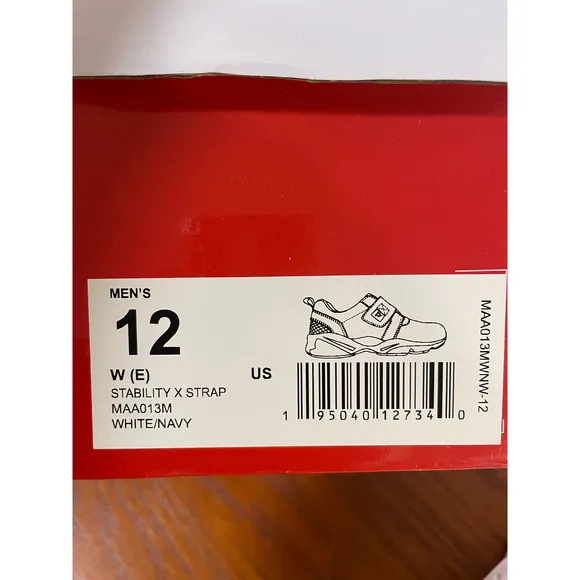 MEN'S
12
W (E) US
STABILITY X STRAP
MAA013M
WHITE/NAVY
1 95040 12734 0
MAA013MWNW-12